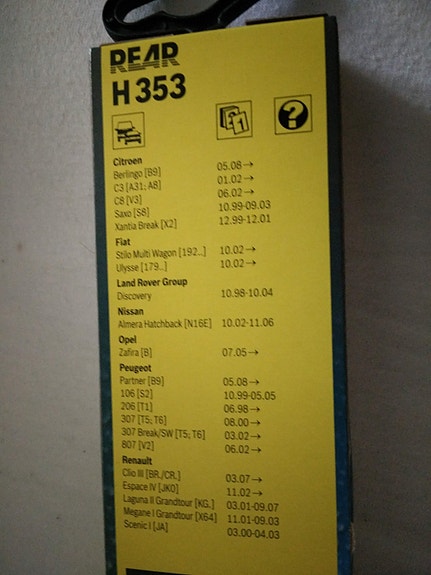 REAR
H 353
?
Citroen
Berlingo [B9] 05.08→
C3 [A31; A8] 01.02→
C8 [V3] 06.02→
Saxo [S8] 10.99-09.03
Xantia Break [X2] 12.99-12.01
Fiat
Stilo Multi Wagon [192...] 10.02→
Ulysse [179...] 10.02→
Land Rover Group
Discovery 10.98-10.04
Nissan
Almera Hatchback [N16E] 10.02-11.06
Opel
Zafira [B] 07.05→
Peugeot
Partner [B9] 05.08→
106 [S2] 10.99-05.05
206 [T1] 06.98→
307 [T5; T6] 08.00→
307 Break/SW [T5; T6] 03.02→
807 [V2] 06.02→
Renault
Clio III [BR./CR.] 03.07→
Espace IV [JK0] 11.02→
Laguna II Grandtour [KG.] 03.01-09.07
Megane I Grandtour [X64] 11.01-09.03
Scenic I [JA] 03.00-04.03